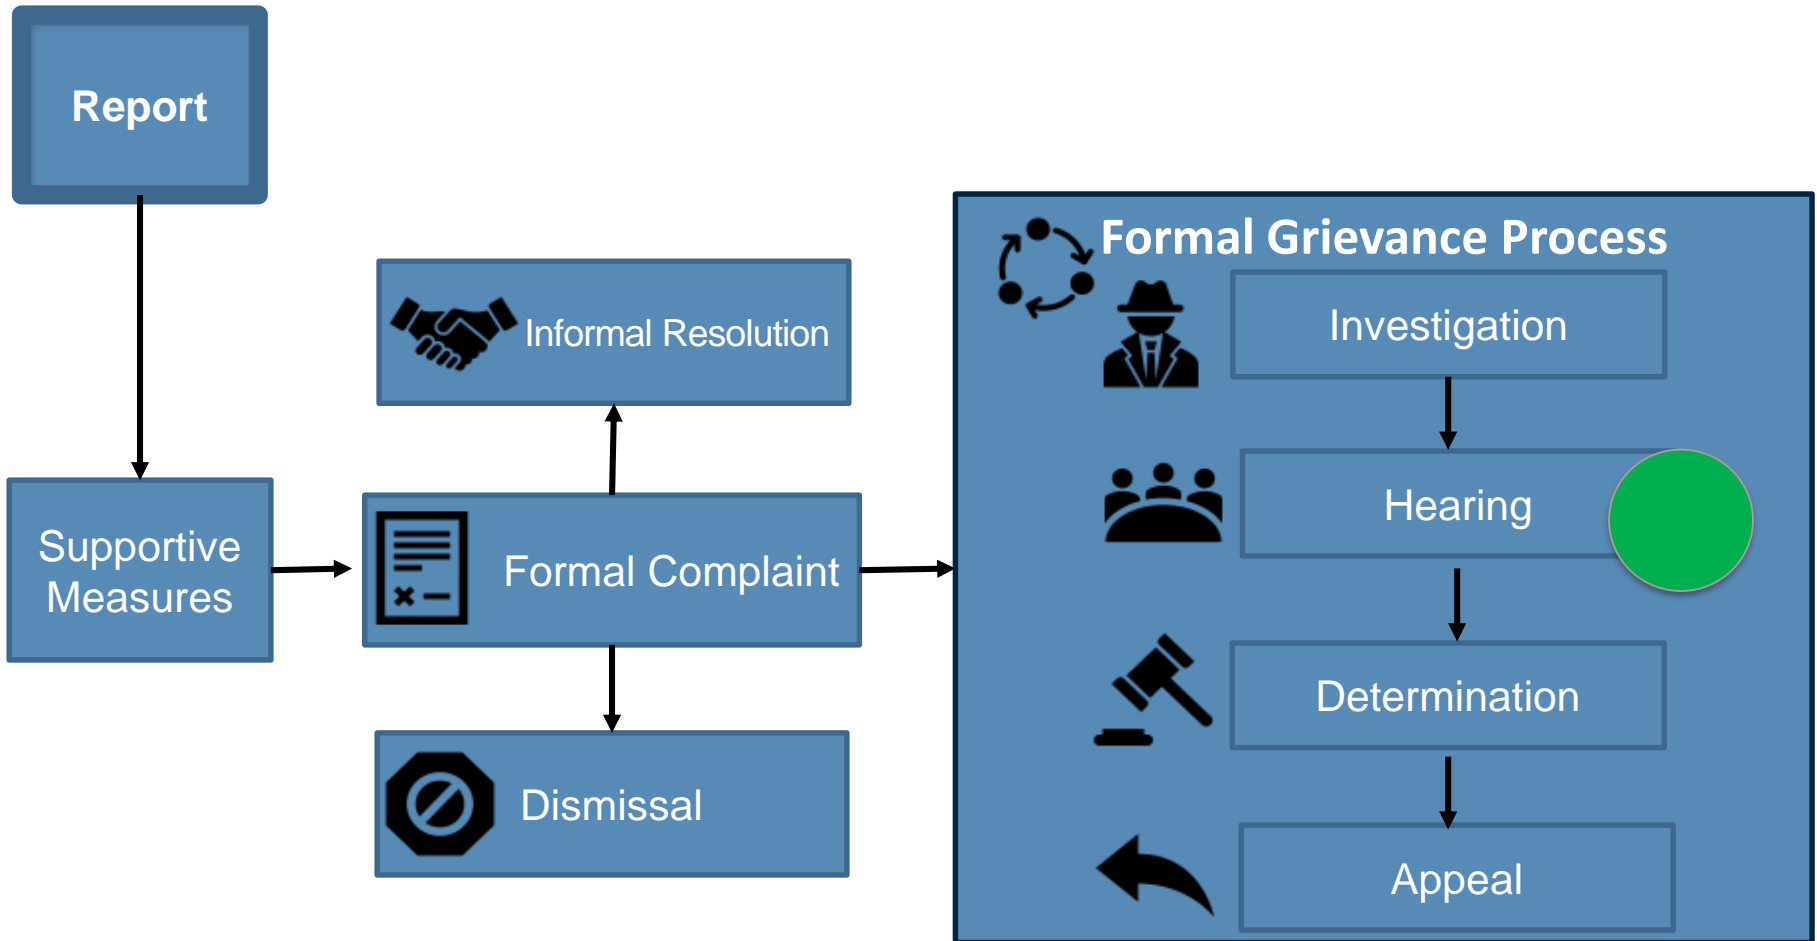 Report
Supportive
Measures
Informal Resolution
Formal Complaint
Dismissal
Formal Grievance Process
Investigation
Hearing
Determination
Appeal